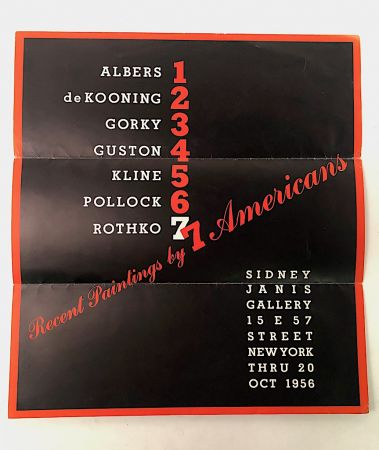 ALBERS 1
deKOONING 2
GORKY 3
GUSTON 4
KLINE 5
POLLOCK 6
ROTHKO 7
Recent Paintings by 7 Americans
SIDNEY
JANIS
GALLERY
15 E 57
STREET
NEW YORK
THRU 20
OCT 1956